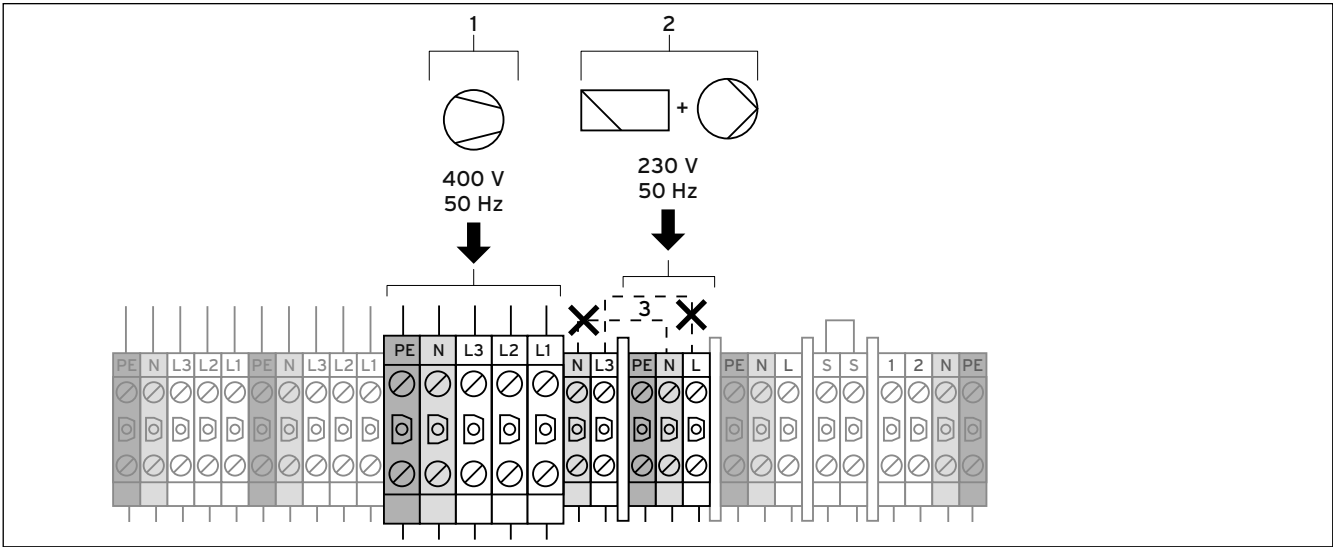 1 2
+
400 V
50 Hz
230 V
50 Hz
3
PE N L3 L2 L1 PE N L3 L2 L1 PE N L3 L2 L1 N L3 PE N L PE N L S S 1 2 N PE